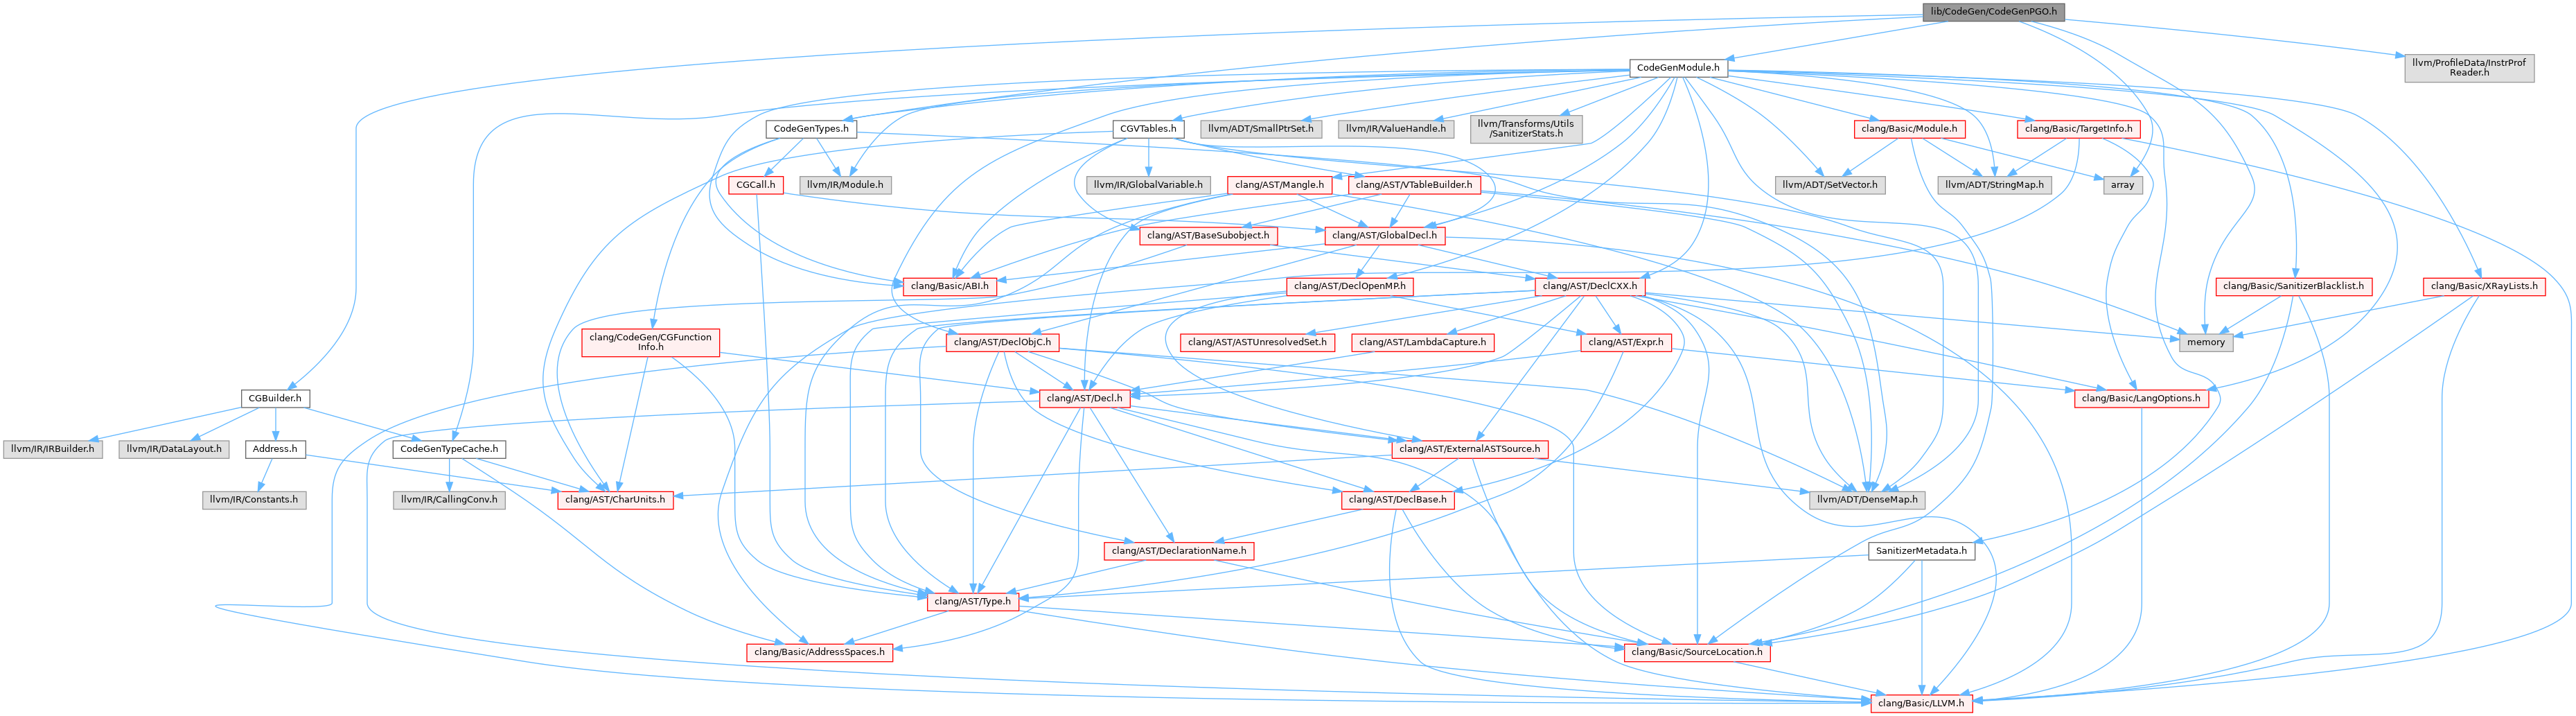 lib/CodeGen/CodeGenPGO.h
CodeGenModule.h
llvm/ProfileData/InstrProf
Reader.h
CodeGenTypes.h
CGVTables.h
llvm/ADT/SmallPtrSet.h
llvm/IR/ValueHandle.h
llvm/Transforms/Utils
/SanitizerStats.h
clang/Basic/Module.h
clang/Basic/TargetInfo.h
CGCall.h
llvm/IR/Module.h
llvm/IR/GlobalVariable.h
clang/AST/Mangle.h
clang/AST/VTableBuilder.h
llvm/ADT/SetVector.h
llvm/ADT/StringMap.h
array
clang/AST/BaseSubobject.h
clang/AST/GlobalDecl.h
clang/Basic/ABI.h
clang/AST/DeclOpenMP.h
clang/AST/DeclCXX.h
clang/Basic/SanitizerBlacklist.h
clang/Basic/XRayLists.h
clang/CodeGen/CGFunction
Info.h
clang/AST/DeclObjC.h
clang/AST/ASTUnresolvedSet.h
clang/AST/LambdaCapture.h
clang/AST/Expr.h
memory
CGBuilder.h
clang/AST/Decl.h
clang/Basic/LangOptions.h
llvm/IR/IRBuilder.h
llvm/IR/DataLayout.h
Address.h
CodeGenTypeCache.h
clang/AST/ExternalASTSource.h
llvm/IR/Constants.h
llvm/IR/CallingConv.h
clang/AST/CharUnits.h
clang/AST/DeclBase.h
llvm/ADT/DenseMap.h
clang/AST/DeclarationName.h
SanitizerMetadata.h
clang/AST/Type.h
clang/Basic/AddressSpaces.h
clang/Basic/SourceLocation.h
clang/Basic/LLVM.h